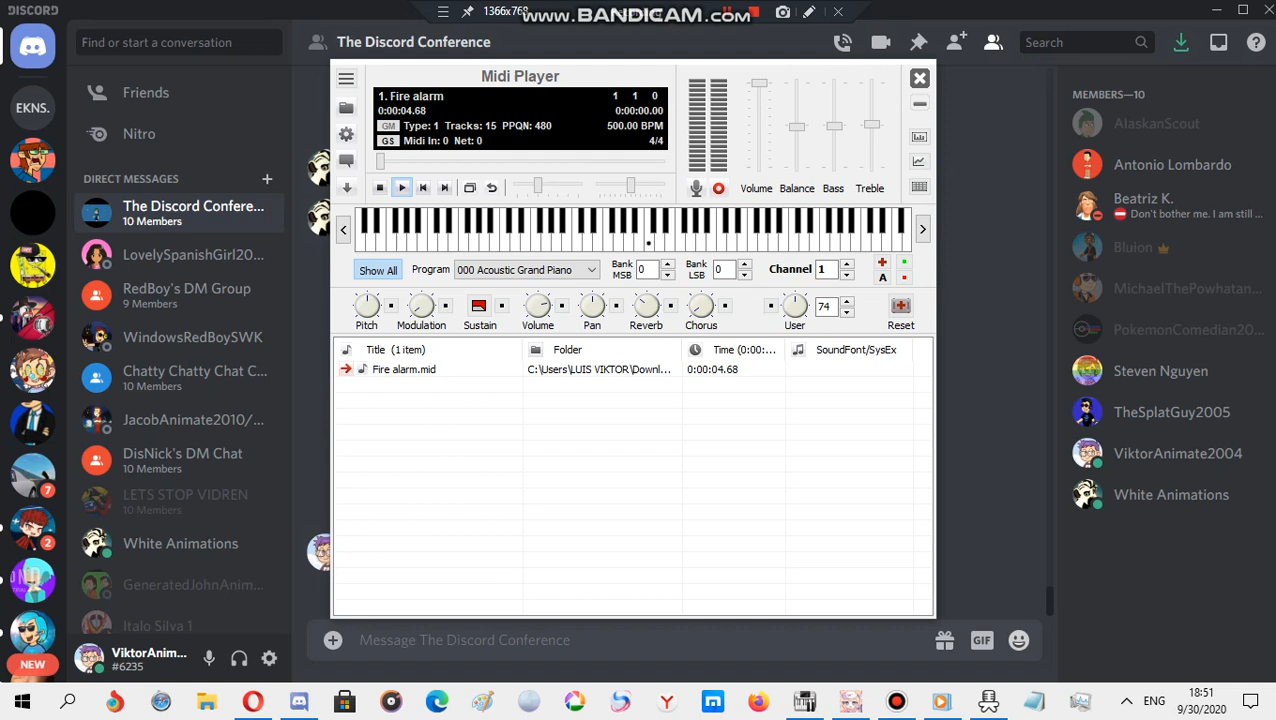 DISCORD
1366x768
www.BANDICAM.com
EKNS.
7
2
NEW
Find or start a conversation
Friends
Nitro
DIRECT MESSAGES
The Discord Confere...
10 Members
LovelySpanishGirl20...
RedBoy's DM Group
9 Members
WindowsRedBoySWK
Chatty Chatty Chat C...
10 Members
JacobAnimate2010/...
DisNick's DM Chat
10 Members
LETS STOP VIDREN
10 Members
White Animations
GeneratedJohnAnim...
Italo Silva 1
ViktorAnim...
#6235
The Discord Conference
Search
Midi Player
1. Fire alarm 1 1 0
0:00:04.68 0:00:00.00
GM Type: 1 Tracks: 15 PPQN: 480 500.00 BPM
GS Midi In: 0 Net: 0 4/4
Volume Balance Bass Treble
Show All Program 000 Acoustic Grand Piano Bank MSB 0 Bank LSB 0 Channel 1 A
74
Pitch Modulation Sustain Volume Pan Reverb Chorus User Reset
Title (1 item) Folder Time (0:00:... SoundFont/SysEx
Fire alarm.mid C:\Users\LUIS VIKTOR\Downl... 0:00:04.68
Message The Discord Conference
GIF
MEMBERS—10
AlaskanScout
Antonio Lombardo
Beatriz K.
Don't bother me. I am still ...
Bluion
MichaelThePowhatan...
PokemonComedian20...
Steven Nguyen
TheSplatGuy2005
ViktorAnimate2004
White Animations
ENG
18:51
9/30/2020